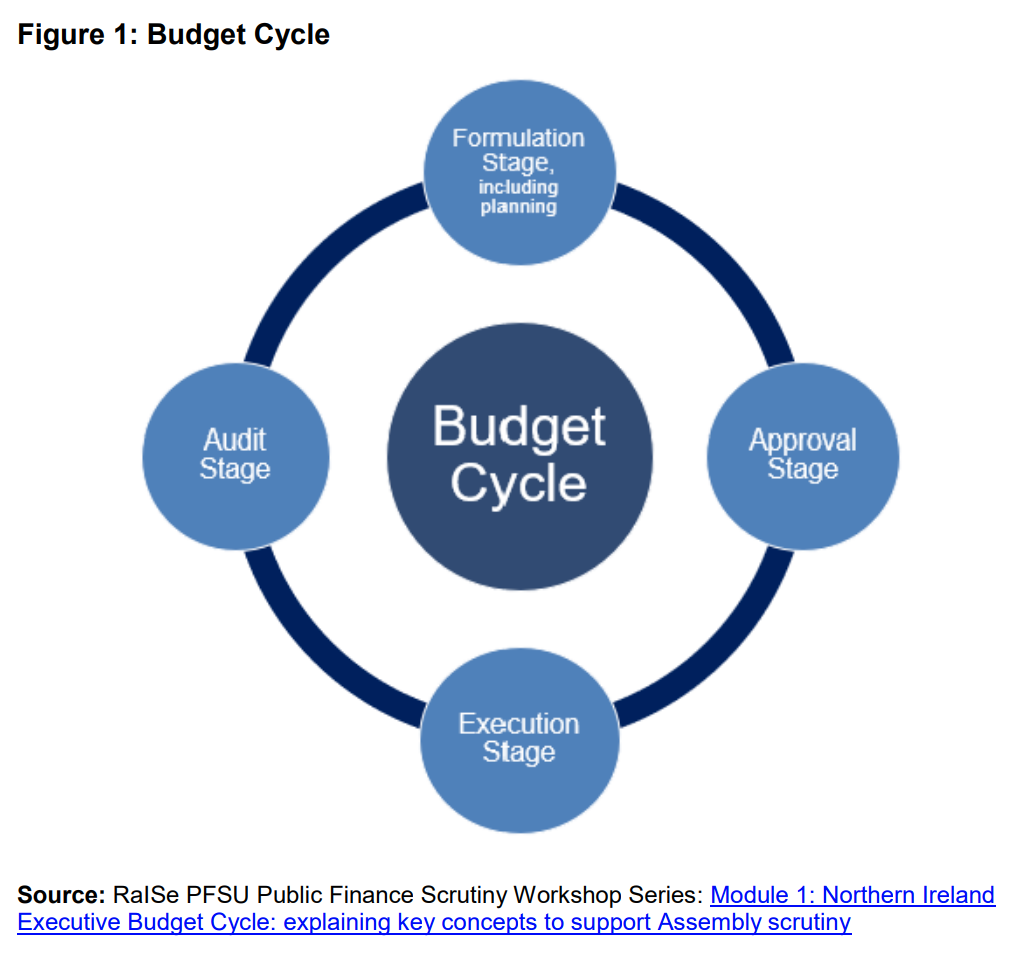 Figure 1: Budget Cycle
Formulation
Stage,
including
planning
Audit
Stage
Budget
Cycle
Approval
Stage
Execution
Stage
Source: RaISe PFSU Public Finance Scrutiny Workshop Series: Module 1: Northern Ireland
Executive Budget Cycle: explaining key concepts to support Assembly scrutiny